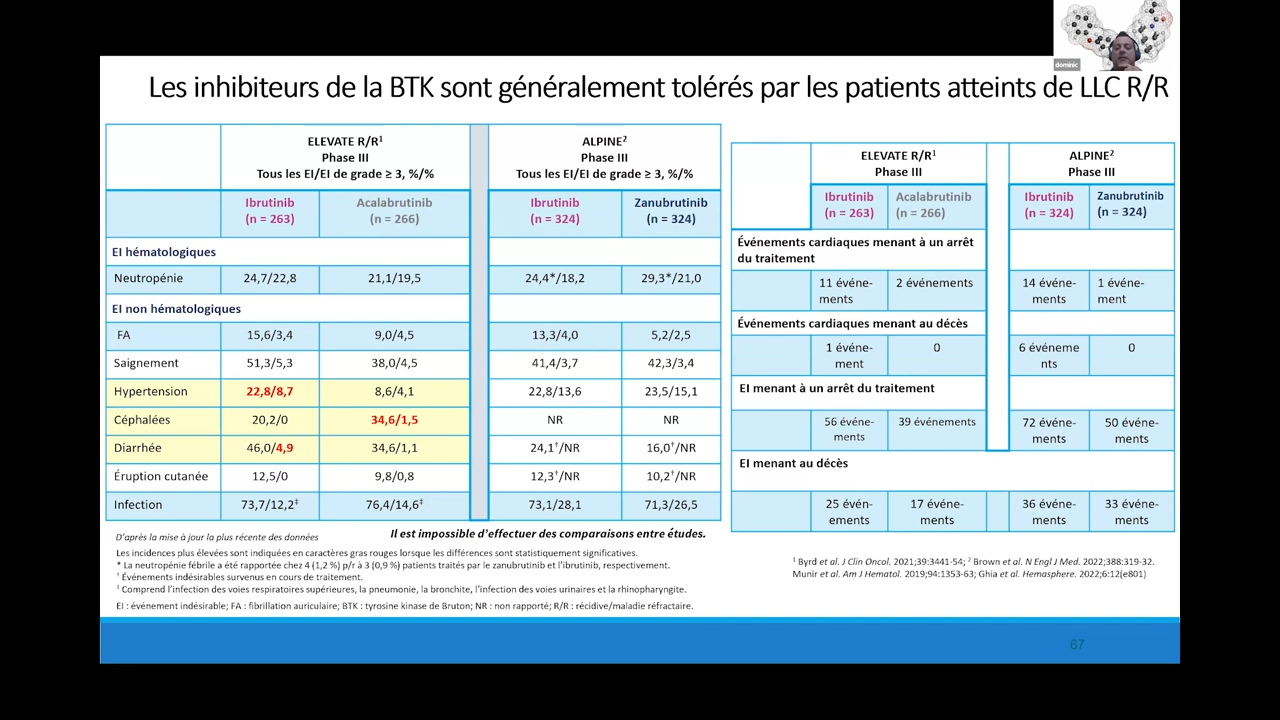 dominic
Les inhibiteurs de la BTK sont généralement tolérés par les patients atteints de LLC R/R
ELEVATE R/R¹
Phase III
Tous les EI/EI de grade ≥ 3, %/%
ALPINE²
Phase III
Tous les EI/EI de grade ≥ 3, %/%
Ibrutinib
(n = 263)
Acalabrutinib
(n = 266)
Ibrutinib
(n = 324)
Zanubrutinib
(n = 324)
EI hématologiques
Neutropénie 24,7/22,8 21,1/19,5 24,4*/18,2 29,3*/21,0
EI non hématologiques
FA 15,6/3,4 9,0/4,5 13,3/4,0 5,2/2,5
Saignement 51,3/5,3 38,0/4,5 41,4/3,7 42,3/3,4
Hypertension 22,8/8,7 8,6/4,1 22,8/13,6 23,5/15,1
Céphalées 20,2/0 34,6/1,5 NR NR
Diarrhée 46,0/4,9 34,6/1,1 24,1†/NR 16,0†/NR
Éruption cutanée 12,5/0 9,8/0,8 12,3†/NR 10,2†/NR
Infection 73,7/12,2‡ 76,4/14,6‡ 73,1/28,1 71,3/26,5
ELEVATE R/R¹
Phase III
ALPINE²
Phase III
Ibrutinib
(n = 263)
Acalabrutinib
(n = 266)
Ibrutinib
(n = 324)
Zanubrutinib
(n = 324)
Événements cardiaques menant à un arrêt
du traitement
11 événe-
ments
2 événements
14 événe-
ments
1 événe-
ment
Événements cardiaques menant au décès
1 événe-
ment
0
6 événeme
nts
0
EI menant à un arrêt du traitement
56 événe-
ments
39 événements
72 événe-
ments
50 événe-
ments
EI menant au décès
25 évén-
ements
17 événe-
ments
36 événe-
ments
33 événe-
ments
D'après la mise à jour la plus récente des données
Il est impossible d'effectuer des comparaisons entre études.
Les incidences plus élevées sont indiquées en caractères gras rouges lorsque les différences sont statistiquement significatives.
* La neutropénie fébrile a été rapportée chez 4 (1,2 %) p/r à 3 (0,9 %) patients traités par le zanubrutinib et l'ibrutinib, respectivement.
† Événements indésirables survenus en cours de traitement.
‡ Comprend l'infection des voies respiratoires supérieures, la pneumonie, la bronchite, l'infection des voies urinaires et la rhinopharyngite.
EI : événement indésirable; FA : fibrillation auriculaire; BTK : tyrosine kinase de Bruton; NR : non rapporté; R/R : récidive/maladie réfractaire.
¹ Byrd et al. J Clin Oncol. 2021;39:3441-54; ² Brown et al. N Engl J Med. 2022;388:319-32.
Munir et al. Am J Hematol. 2019;94:1353-63; Ghia et al. Hemasphere. 2022;6:12(e801)
67